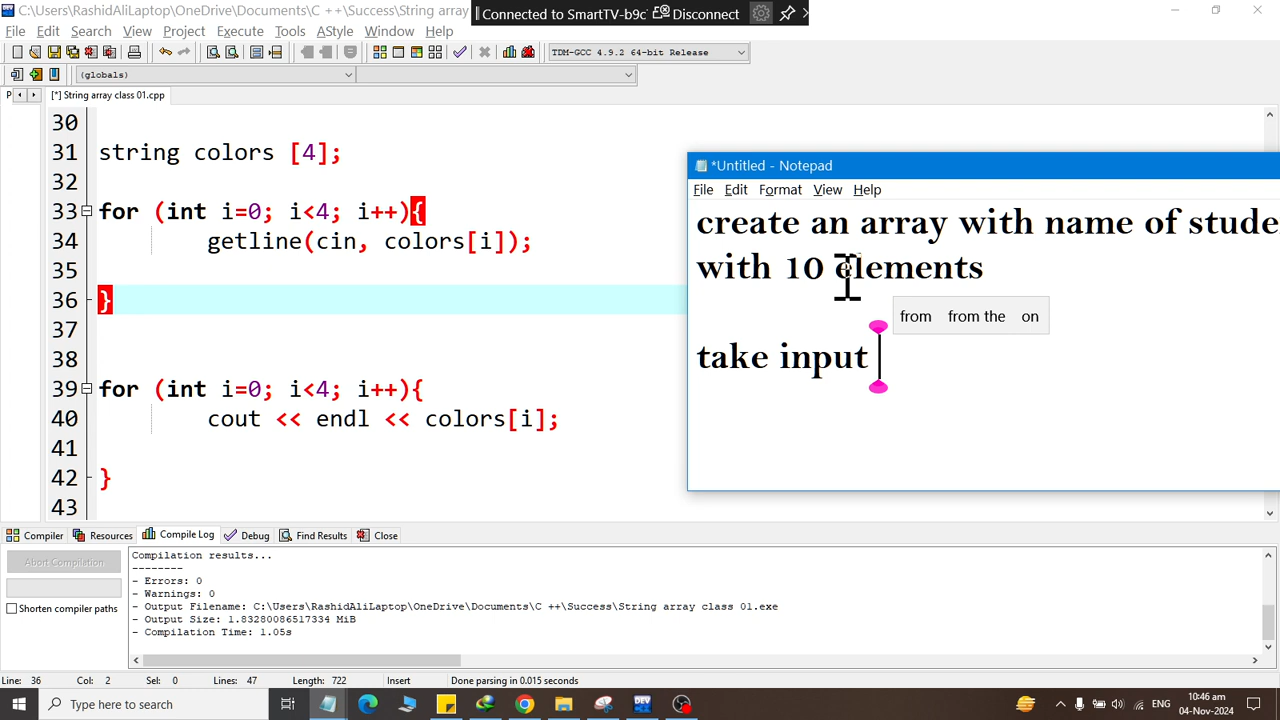 C:\Users\RashidAliLaptop\OneDrive\Documents\C ++\Success\String array
Connected to SmartTV-b9c Disconnect
File Edit Search View Project Execute Tools AStyle Window Help
TDM-GCC 4.9.2 64-bit Release
(globals)
P [*] String array class 01.cpp
30
31 string colors [4];
32
33 for (int i=0; i<4; i++){
34 getline(cin, colors[i]);
35
36 }
37
38
39 for (int i=0; i<4; i++){
40 cout << endl << colors[i];
41
42 }
43
*Untitled - Notepad
File Edit Format View Help
create an array with name of stude
with 10 elements
from from the on
take input
Compiler Resources Compile Log Debug Find Results Close
Abort Compilation
Shorten compiler paths
Compilation results...
--------
- Errors: 0
- Warnings: 0
- Output Filename: C:\Users\RashidAliLaptop\OneDrive\Documents\C ++\Success\String array class 01.exe
- Output Size: 1.83280086517334 MiB
- Compilation Time: 1.05s
Line: 36 Col: 2 Sel: 0 Lines: 47 Length: 722 Insert Done parsing in 0.015 seconds
Type here to search
DEV
ENG
10:46 am
04-Nov-2024